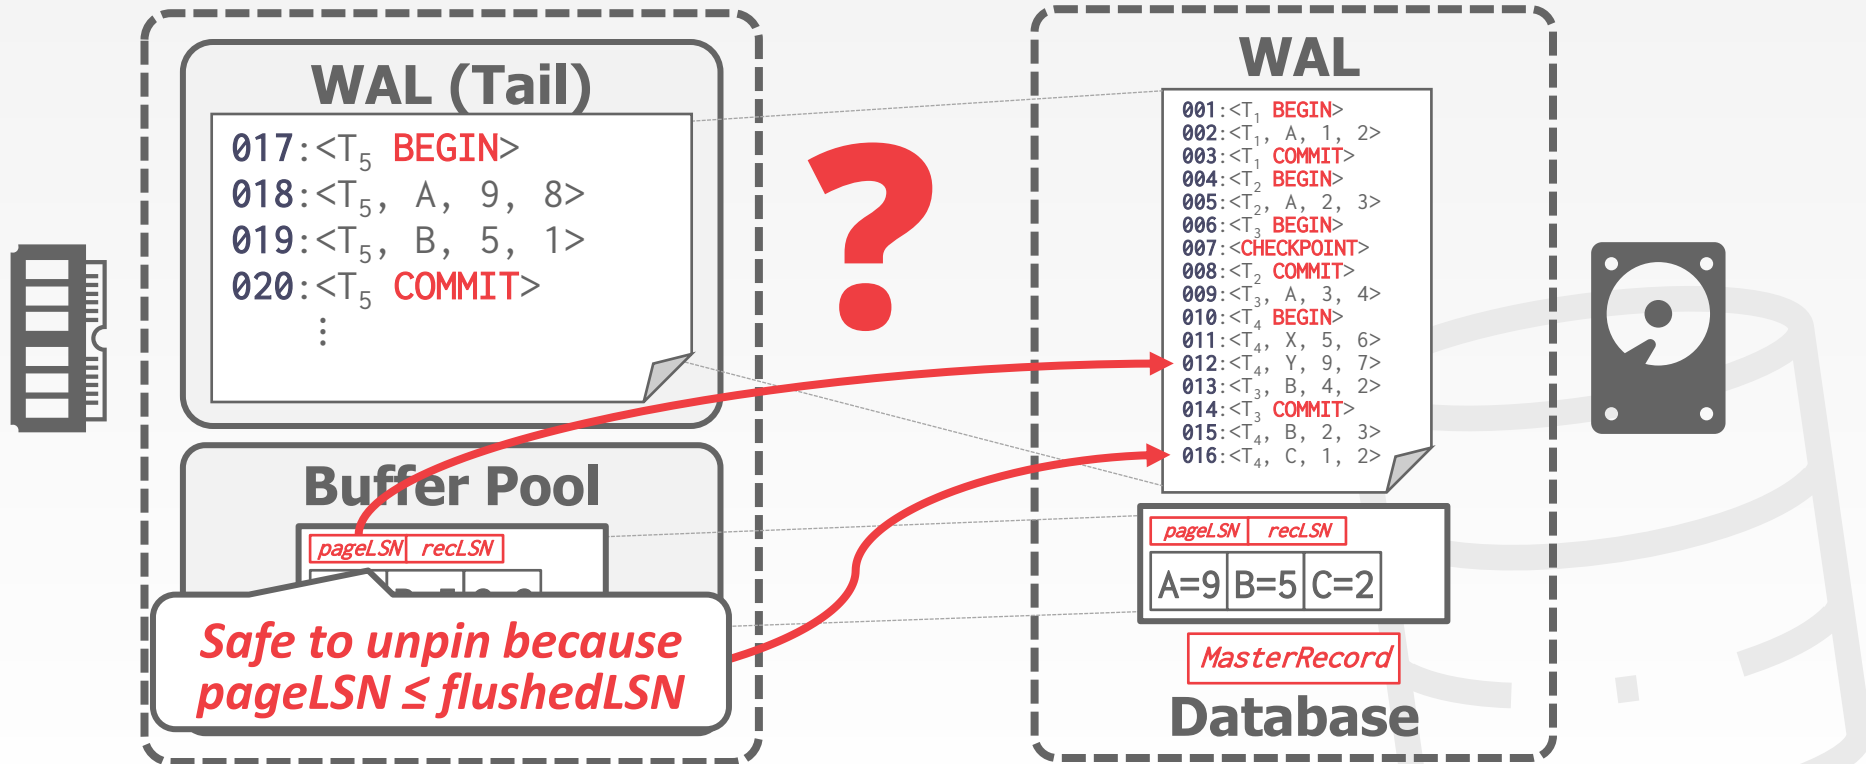 WAL (Tail)
017:<T5 BEGIN>
018:<T5, A, 9, 8>
019:<T5, B, 5, 1>
020:<T5 COMMIT>
⋮
?
Buffer Pool
pageLSN recLSN
Safe to unpin because
pageLSN ≤ flushedLSN
WAL
001:<T1 BEGIN>
002:<T1, A, 1, 2>
003:<T1 COMMIT>
004:<T2 BEGIN>
005:<T2, A, 2, 3>
006:<T3 BEGIN>
007:<CHECKPOINT>
008:<T2 COMMIT>
009:<T3, A, 3, 4>
010:<T4 BEGIN>
011:<T4, X, 5, 6>
012:<T4, Y, 9, 7>
013:<T3, B, 4, 2>
014:<T3 COMMIT>
015:<T4, B, 2, 3>
016:<T4, C, 1, 2>
pageLSN recLSN
A=9 B=5 C=2
MasterRecord
Database